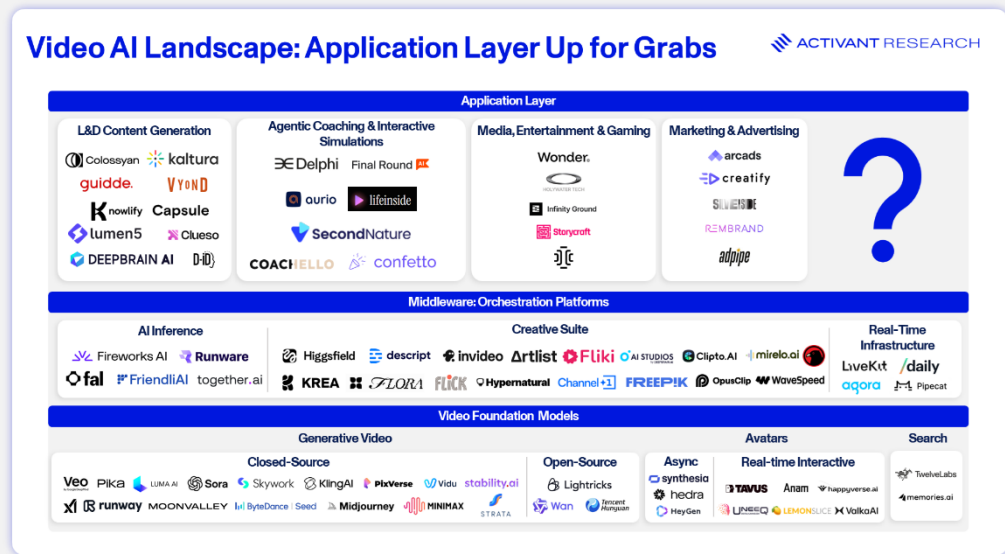 Video AI Landscape: Application Layer Up for Grabs
ACTIVANT RESEARCH
Application Layer
L&D Content Generation
Colossyan kaltura
guidde. VYOND
Knowlify Capsule
lumen5 Clueso
DEEPBRAIN AI D-iD
Agentic Coaching & Interactive
Simulations
Delphi Final Round AI
aurio lifeinside
SecondNature
COACHELLO confetto
Media, Entertainment & Gaming
Wonder.
HOLYWATER TECH
Infinity Ground
Storycraft
Marketing & Advertising
arcads
creatify
SILVERSIDE
REMBRAND
adpipe
?
Middleware: Orchestration Platforms
AI Inference
Fireworks AI Runware
fal FriendliAI together.ai
Creative Suite
Higgsfield descript invideo Artlist Fliki AI STUDIOS Clipto.AI mirelo.ai
KREA FLORA FLICK Hypernatural Channel+1 FREEP!K OpusClip WaveSpeed
Real-Time
Infrastructure
LiveKit /daily
agora Pipecat
Video Foundation Models
Generative Video
Closed-Source
Veo Pika LUMA AI Sora Skywork KlingAI PixVerse Vidu stability.ai
xI runway MOONVALLEY ByteDance | Seed Midjourney MINIMAX STRATA
Open-Source
Lightricks
Wan Tencent Hunyuan
Avatars
Async
synthesia
hedra
HeyGen
Real-time Interactive
TAVUS Anam happyverse.ai
UNEEQ LEMONSLICE ValkaAI
Search
TwelveLabs
memories.ai